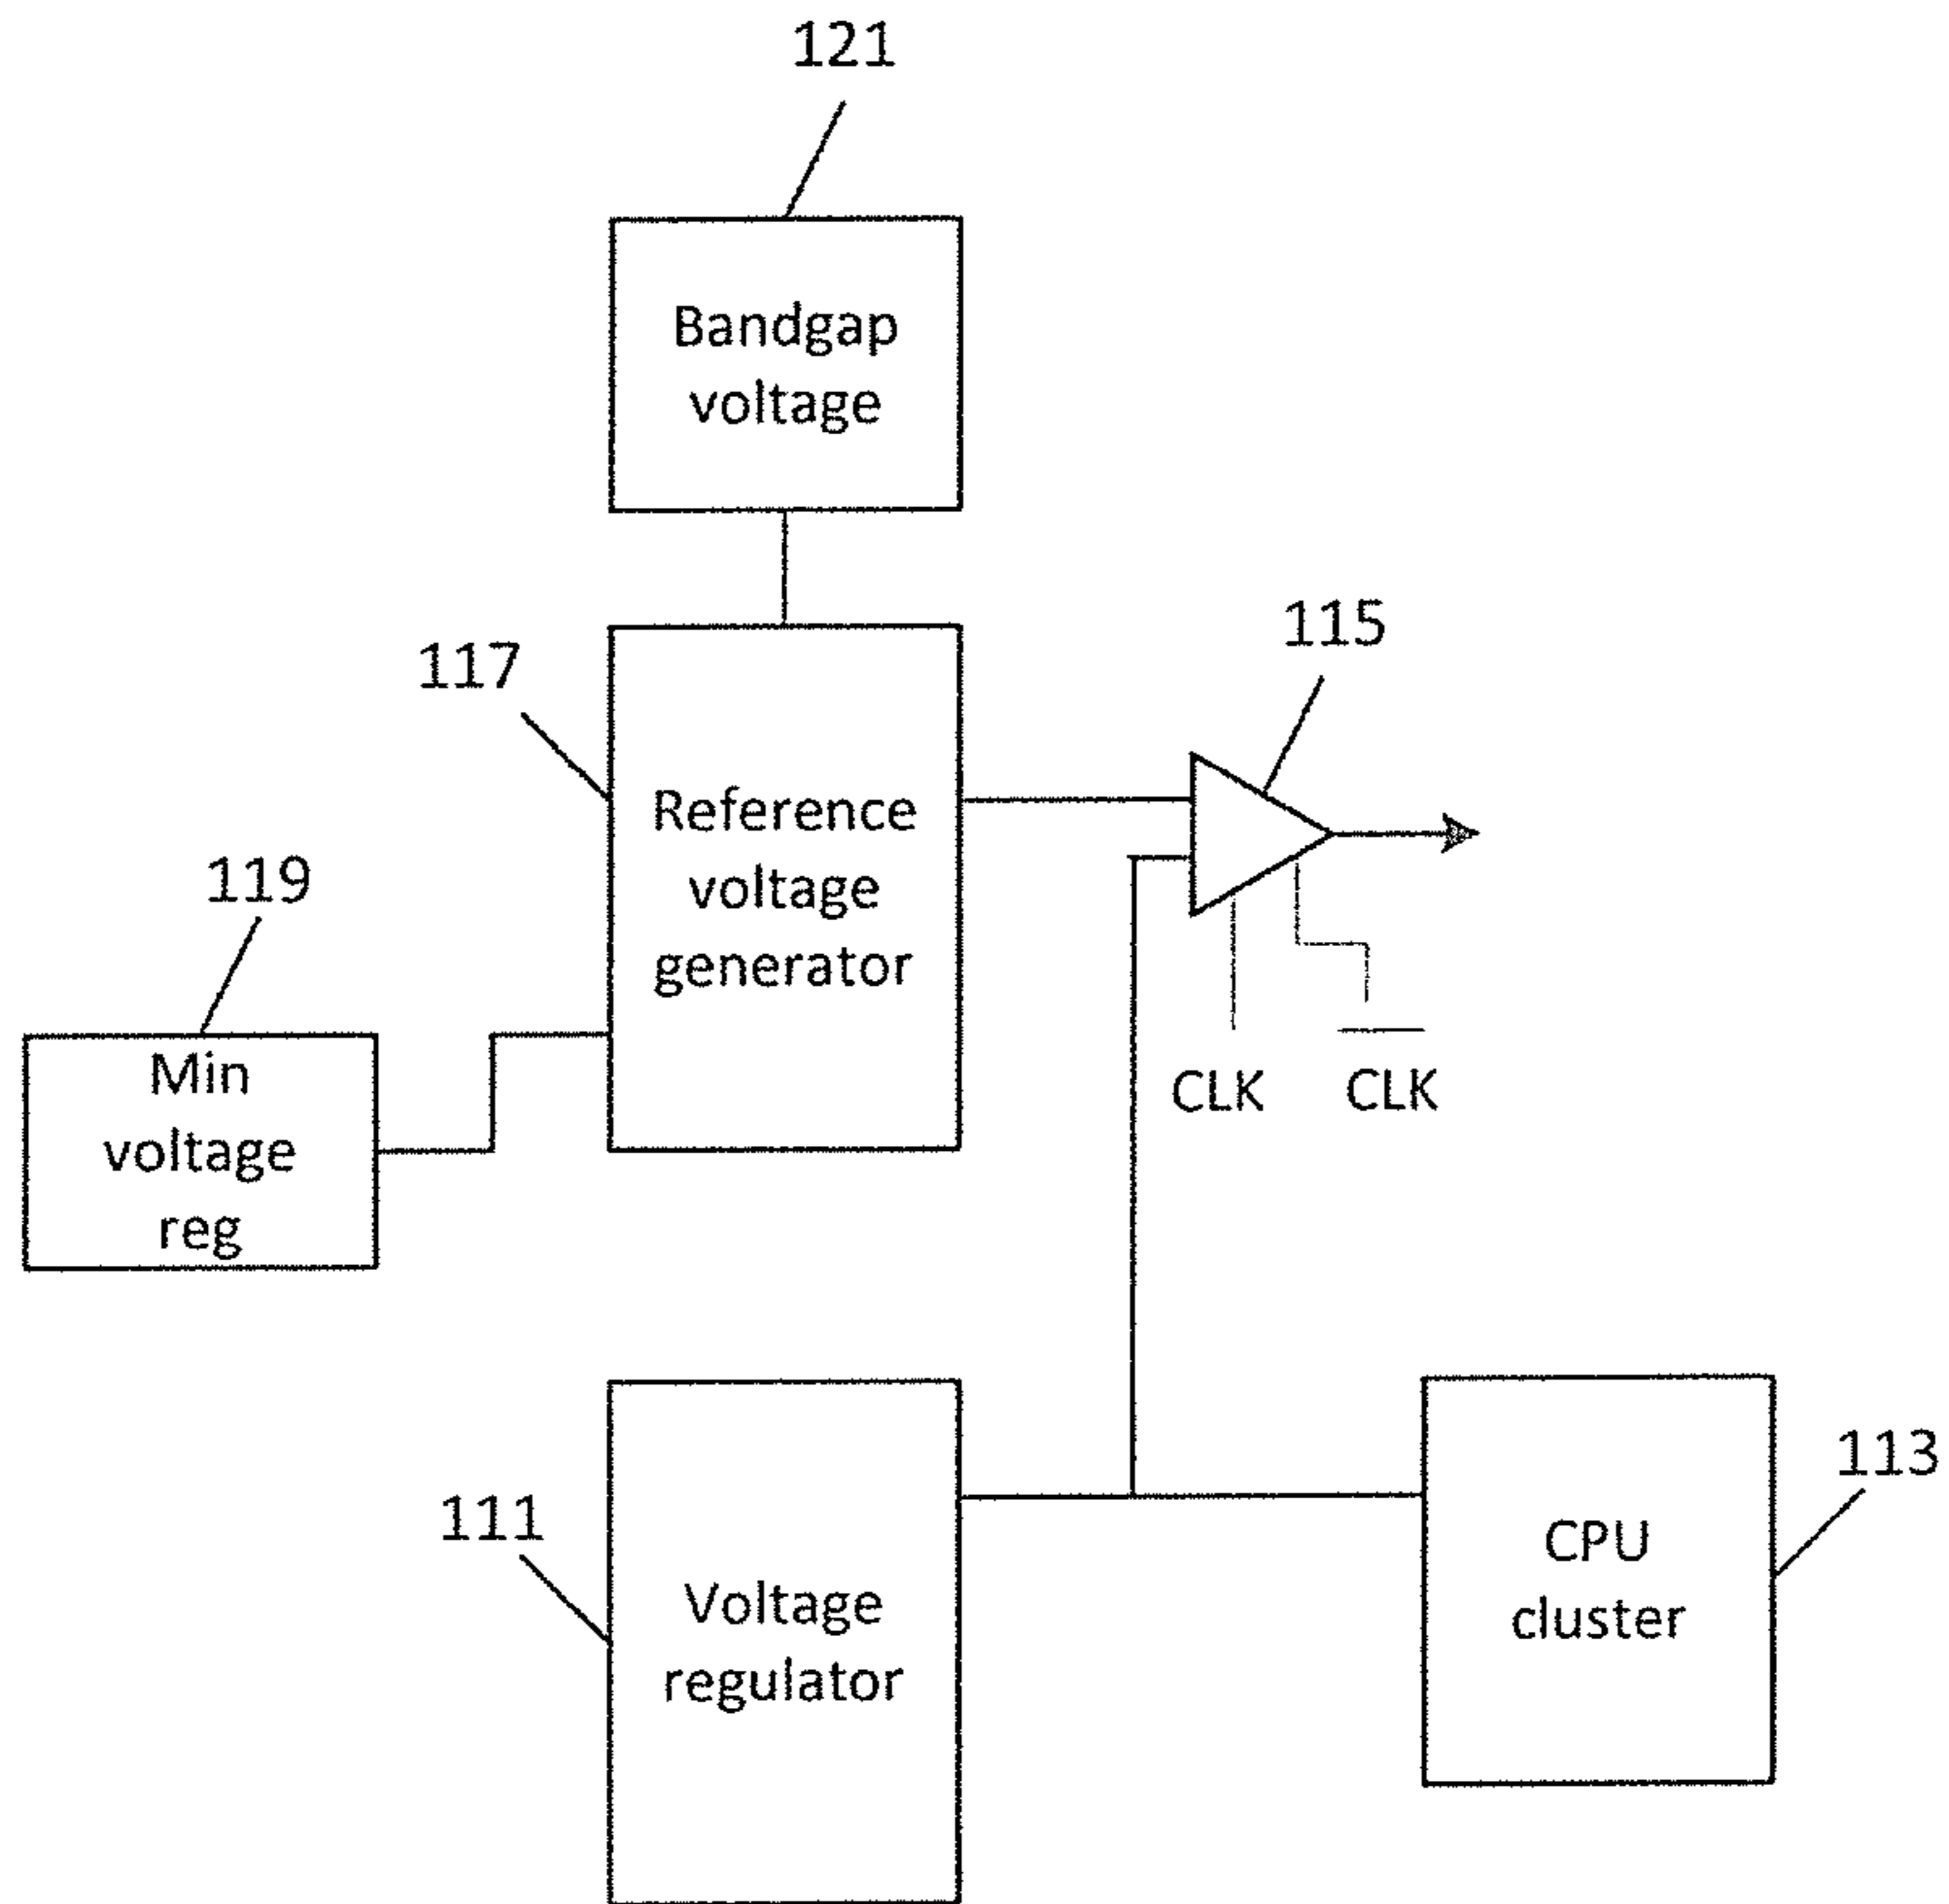 121
Bandgap
voltage
115
117
Reference
voltage
generator
119
Min
voltage
reg
CLK
CLK
113
111
CPU
cluster
Voltage
regulator